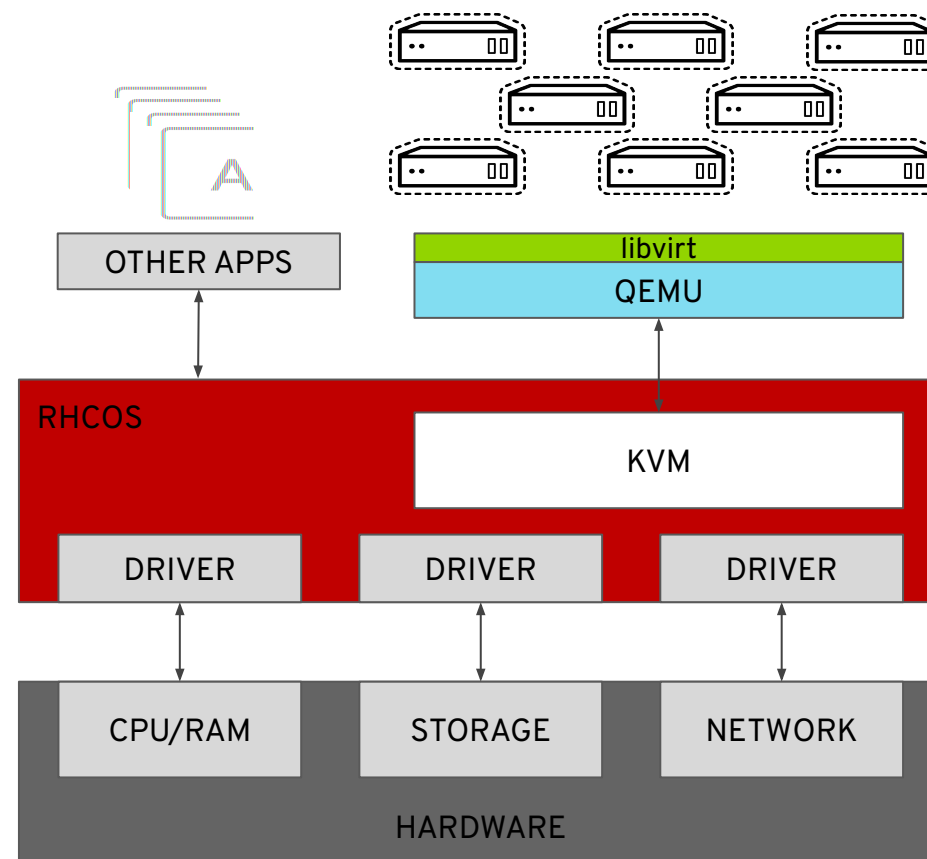 A
OTHER APPS
libvirt
QEMU
RHCOS
KVM
DRIVER
DRIVER
DRIVER
CPU/RAM
STORAGE
NETWORK
HARDWARE